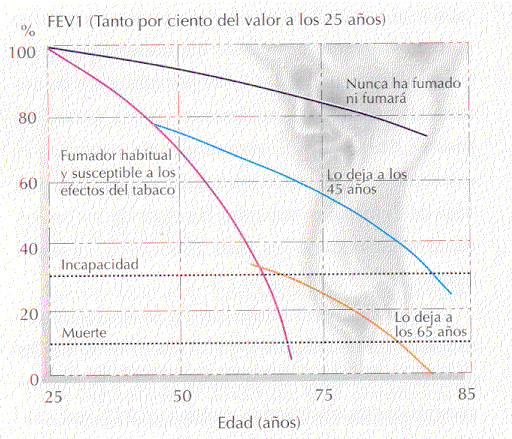 FEV1 (Tanto por ciento del valor a los 25 años)
%
100
80
60
40
20
0
Nunca ha fumado
ni fumará
Fumador habitual
y susceptible a los
efectos del tabaco
Lo deja a los
45 años
Incapacidad
Lo deja a
los 65 años
Muerte
25
50
75
85
Edad (años)